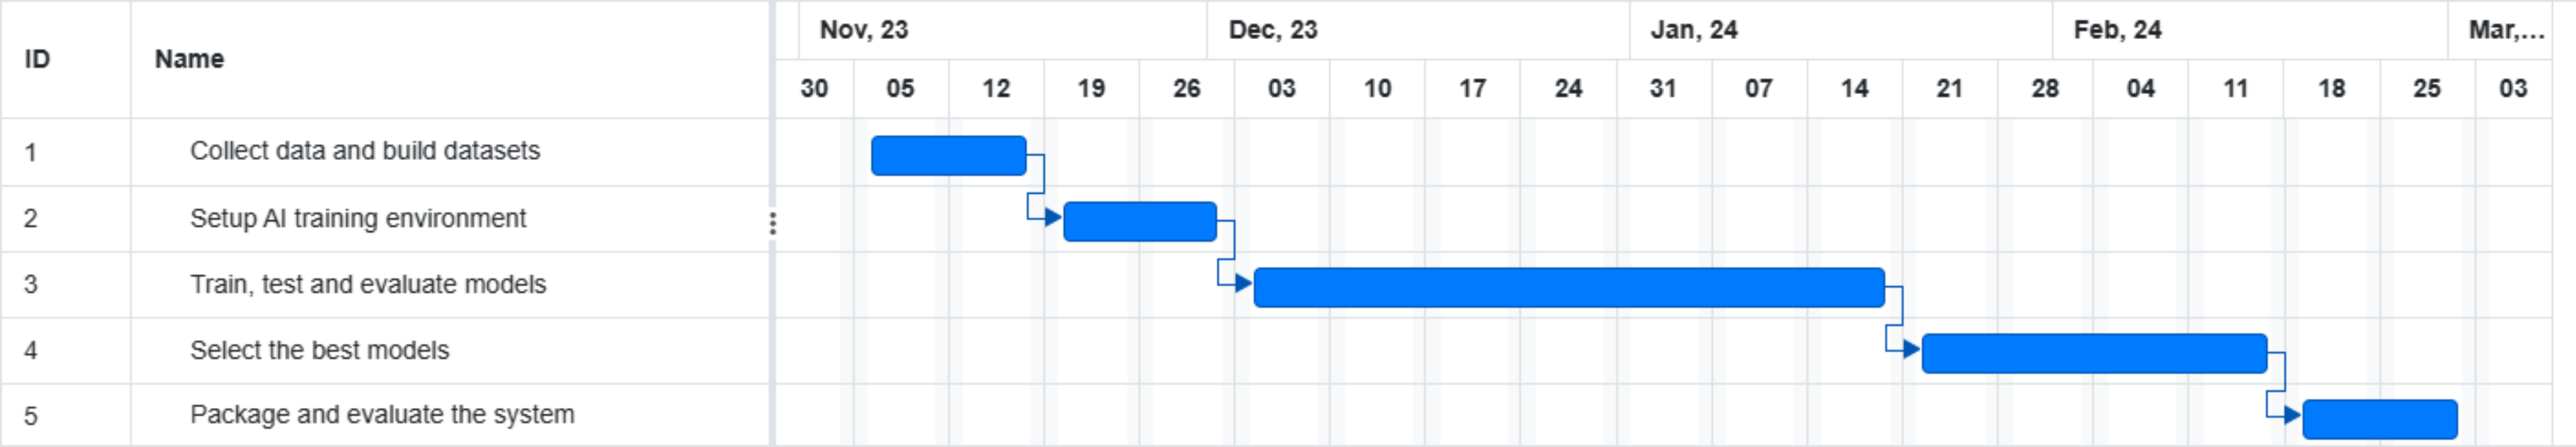 ID Name Nov, 23 Dec, 23 Jan, 24 Feb, 24 Mar,...
30 05 12 19 26 03 10 17 24 31 07 14 21 28 04 11 18 25 03
1 Collect data and build datasets
2 Setup AI training environment
3 Train, test and evaluate models
4 Select the best models
5 Package and evaluate the system